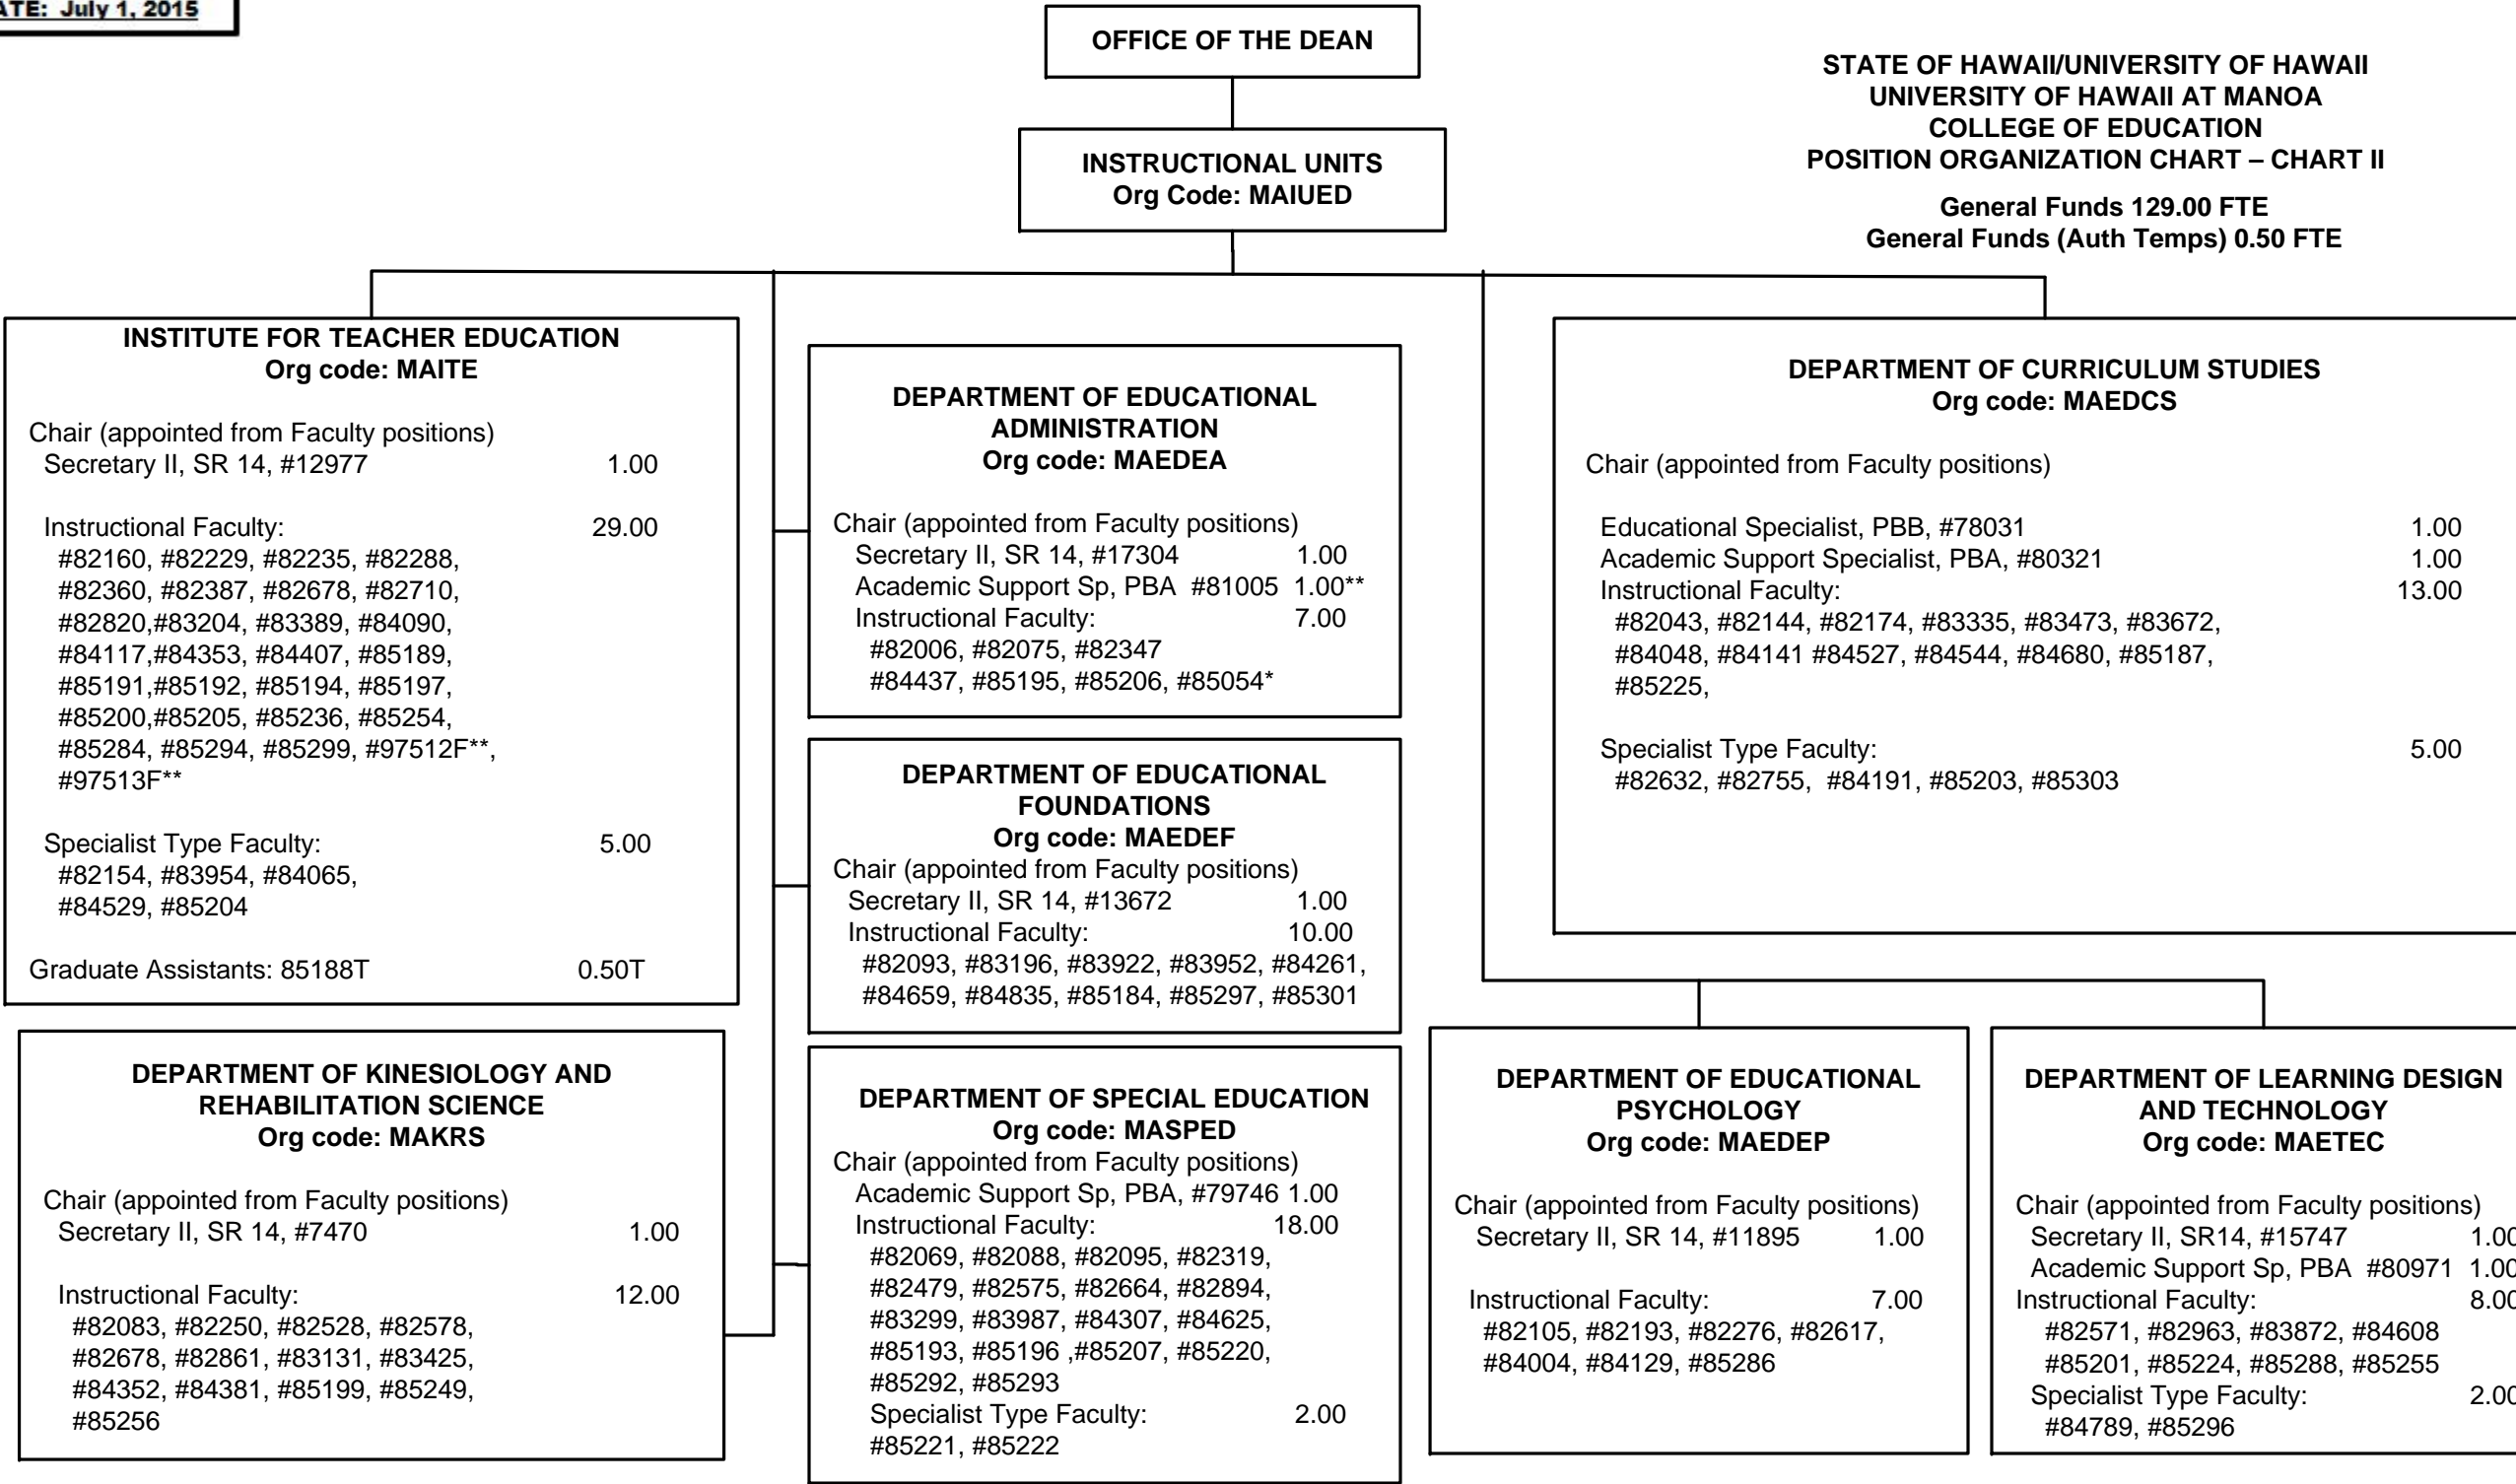 DATE: July 1, 2015
OFFICE OF THE DEAN
INSTRUCTIONAL UNITS
Org Code: MAIUED
STATE OF HAWAII/UNIVERSITY OF HAWAII
UNIVERSITY OF HAWAII AT MANOA
COLLEGE OF EDUCATION
POSITION ORGANIZATION CHART – CHART II
General Funds 129.00 FTE
General Funds (Auth Temps) 0.50 FTE
INSTITUTE FOR TEACHER EDUCATION
Org code: MAITE
Chair (appointed from Faculty positions)
Secretary II, SR 14, #12977 1.00
Instructional Faculty: 29.00
#82160, #82229, #82235, #82288,
#82360, #82387, #82678, #82710,
#82820,#83204, #83389, #84090,
#84117,#84353, #84407, #85189,
#85191,#85192, #85194, #85197,
#85200,#85205, #85236, #85254,
#85284, #85294, #85299, #97512F**,
#97513F**
Specialist Type Faculty: 5.00
#82154, #83954, #84065,
#84529, #85204
Graduate Assistants: 85188T 0.50T
DEPARTMENT OF KINESIOLOGY AND
REHABILITATION SCIENCE
Org code: MAKRS
Chair (appointed from Faculty positions)
Secretary II, SR 14, #7470 1.00
Instructional Faculty: 12.00
#82083, #82250, #82528, #82578,
#82678, #82861, #83131, #83425,
#84352, #84381, #85199, #85249,
#85256
DEPARTMENT OF EDUCATIONAL
ADMINISTRATION
Org code: MAEDEA
Chair (appointed from Faculty positions)
Secretary II, SR 14, #17304 1.00
Academic Support Sp, PBA #81005 1.00**
Instructional Faculty: 7.00
#82006, #82075, #82347
#84437, #85195, #85206, #85054*
DEPARTMENT OF EDUCATIONAL
FOUNDATIONS
Org code: MAEDEF
Chair (appointed from Faculty positions)
Secretary II, SR 14, #13672 1.00
Instructional Faculty: 10.00
#82093, #83196, #83922, #83952, #84261,
#84659, #84835, #85184, #85297, #85301
DEPARTMENT OF SPECIAL EDUCATION
Org code: MASPED
Chair (appointed from Faculty positions)
Academic Support Sp, PBA, #79746 1.00
Instructional Faculty: 18.00
#82069, #82088, #82095, #82319,
#82479, #82575, #82664, #82894,
#83299, #83987, #84307, #84625,
#85193, #85196 ,#85207, #85220,
#85292, #85293
Specialist Type Faculty: 2.00
#85221, #85222
DEPARTMENT OF CURRICULUM STUDIES
Org code: MAEDCS
Chair (appointed from Faculty positions)
Educational Specialist, PBB, #78031 1.00
Academic Support Specialist, PBA, #80321 1.00
Instructional Faculty: 13.00
#82043, #82144, #82174, #83335, #83473, #83672,
#84048, #84141 #84527, #84544, #84680, #85187,
#85225,
Specialist Type Faculty: 5.00
#82632, #82755, #84191, #85203, #85303
DEPARTMENT OF EDUCATIONAL
PSYCHOLOGY
Org code: MAEDEP
Chair (appointed from Faculty positions)
Secretary II, SR 14, #11895 1.00
Instructional Faculty: 7.00
#82105, #82193, #82276, #82617,
#84004, #84129, #85286
DEPARTMENT OF LEARNING DESIGN
AND TECHNOLOGY
Org code: MAETEC
Chair (appointed from Faculty positions)
Secretary II, SR14, #15747 1.00
Academic Support Sp, PBA #80971 1.00
Instructional Faculty: 8.00
#82571, #82963, #83872, #84608
#85201, #85224, #85288, #85255
Specialist Type Faculty: 2.00
#84789, #85296